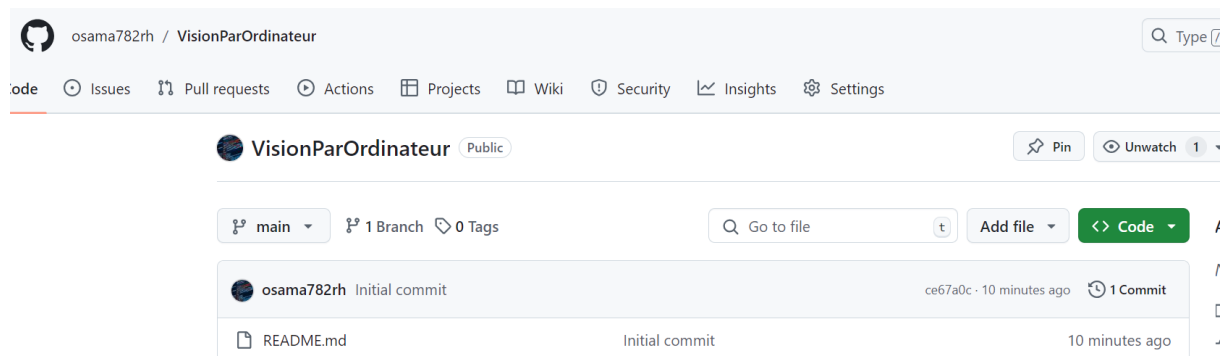 osama782rh / VisionParOrdinateur
Type /
ode Issues Pull requests Actions Projects Wiki Security Insights Settings
VisionParOrdinateur Public
Pin Unwatch 1
main 1 Branch 0 Tags
Go to file t Add file <> Code
osama782rh Initial commit ce67a0c · 10 minutes ago 1 Commit
README.md Initial commit 10 minutes ago